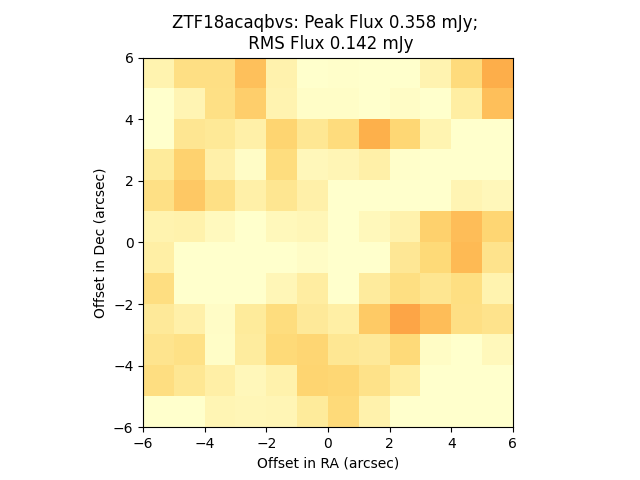 ZTF18acaqbvs: Peak Flux 0.358 mJy;
RMS Flux 0.142 mJy
6
4
2
0
−2
−4
−6
Offset in Dec (arcsec)
−6 −4 −2 0 2 4 6
Offset in RA (arcsec)